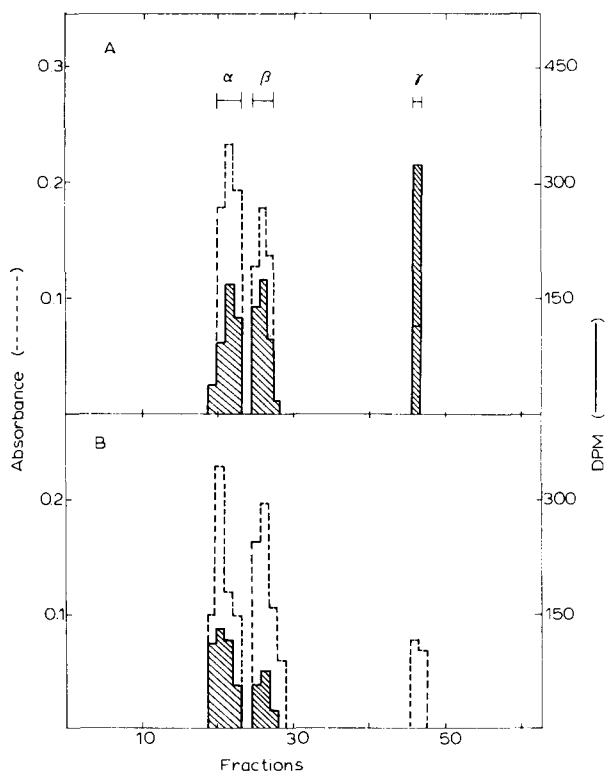 A
α β γ
0.3
0.2
0.1
450
300
150
B
0.2
0.1
300
150
10 30 50
Fractions
Absorbance (------)
DPM (——)